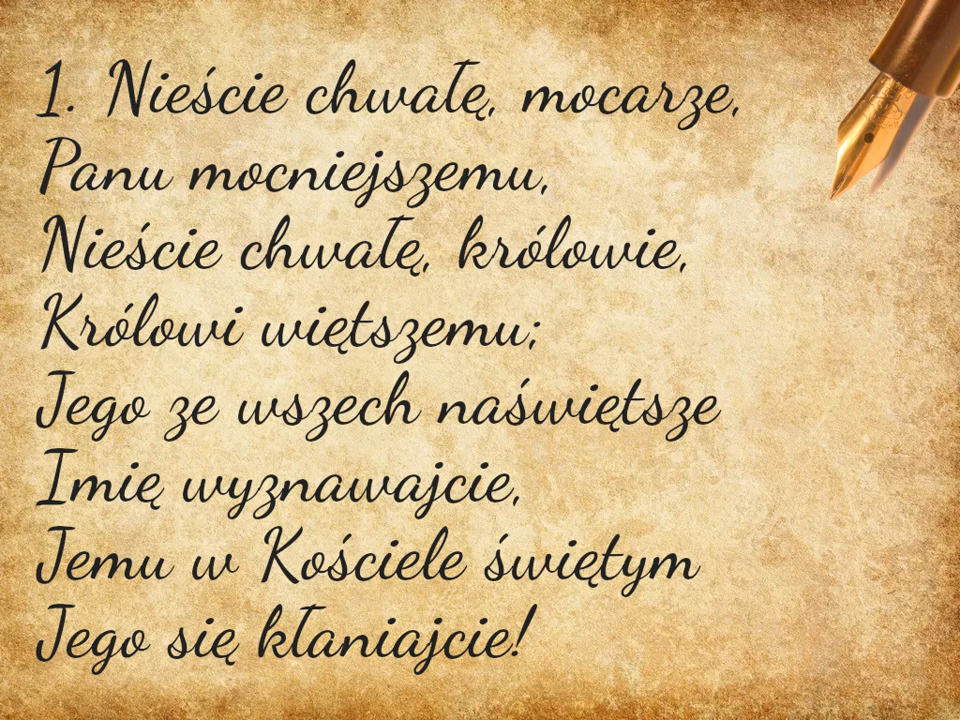 1. Nieście chwałę, mocarze,
Panu mocniejszemu,
Nieście chwałę, królowie,
Królowi więtszemu;
Jego ze wszech naświętsze
Imię wyznawajcie,
Jemu w Kościele świętym
Jego się kłaniajcie!